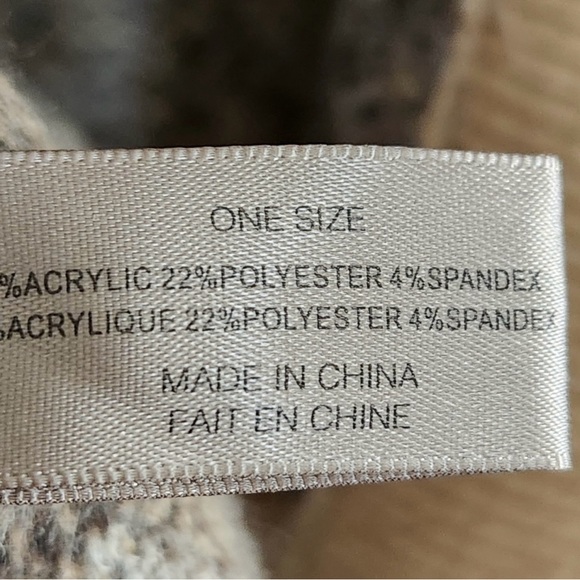 ONE SIZE
%ACRYLIC 22%POLYESTER 4%SPANDEX
%ACRYLIQUE 22%POLYESTER 4%SPANDEX
MADE IN CHINA
FAIT EN CHINE